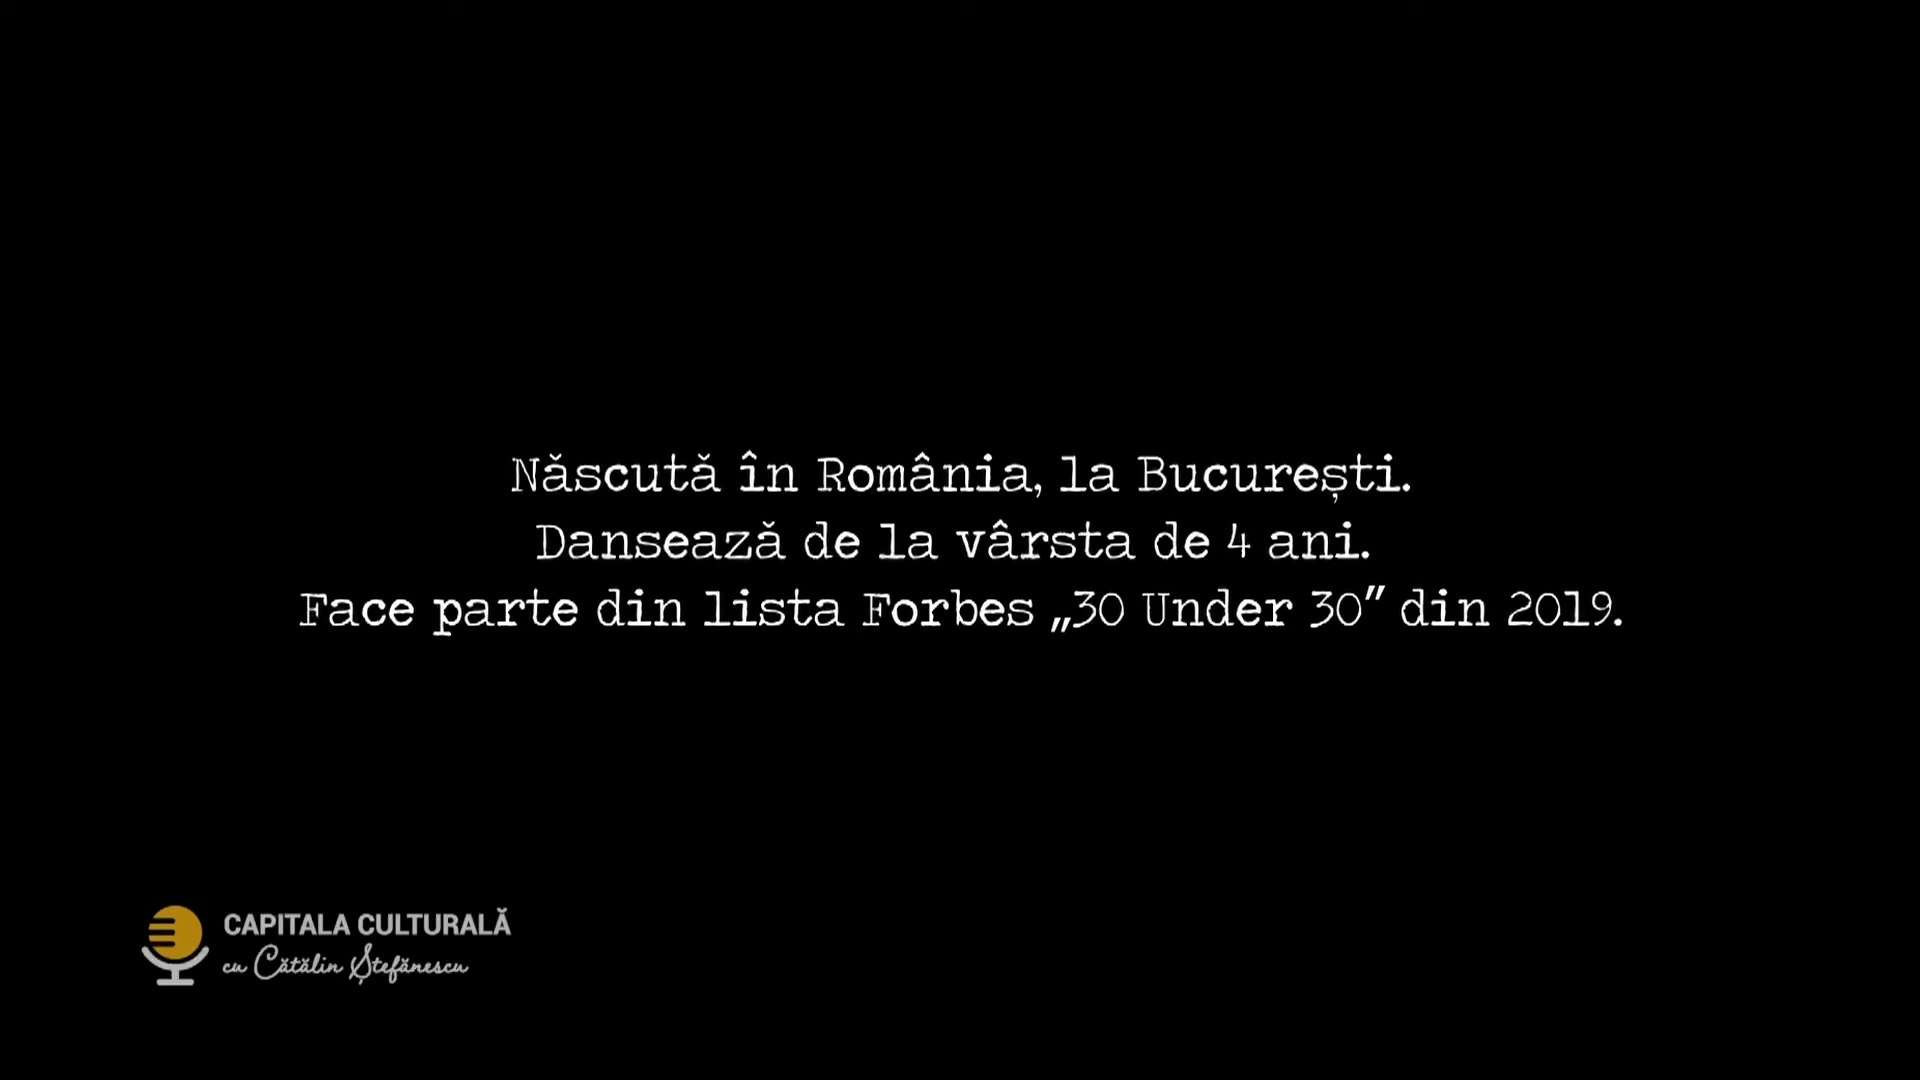 Născută în România, la București.
Dansează de la vârsta de 4 ani.
Face parte din lista Forbes „30 Under 30” din 2019.
CAPITALA CULTURALĂ
cu Cătălin Ștefănescu